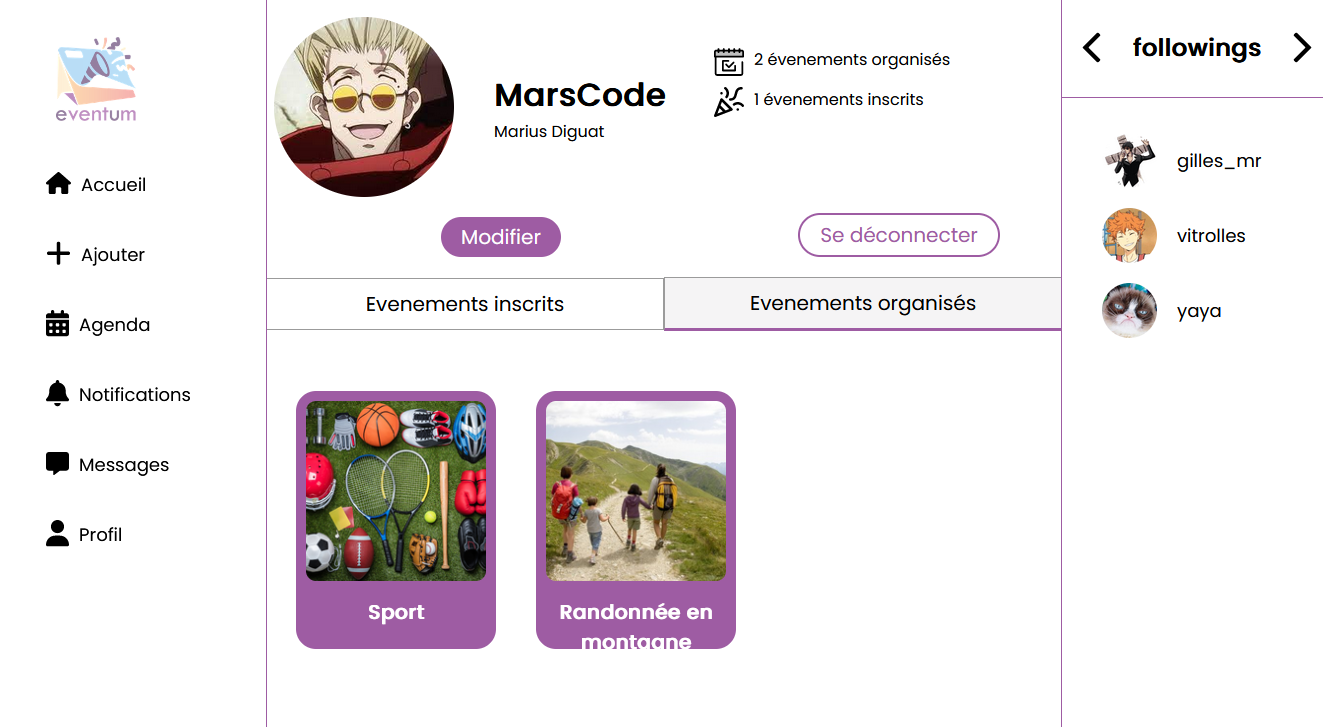 eventum
Accueil
Ajouter
Agenda
Notifications
Messages
Profil
MarsCode
Marius Diguat
2 évenements organisés
1 évenements inscrits
Modifier
Se déconnecter
Evenements inscrits
Evenements organisés
Sport
Randonnée en
montagne
followings
gilles_mr
vitrolles
yaya